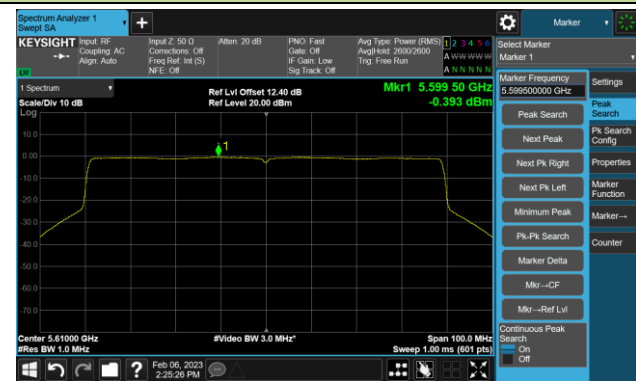 Spectrum Analyzer 1
Swept SA
KEYSIGHT
Input: RF
Coupling: AC
Align: Auto
Input Z: 50 Ω
Corrections: Off
Freq Ref: Int (S)
NFE: Off
Atten: 20 dB
PNO: Fast
Gate: Off
IF Gain: Low
Sig Track: Off
Avg Type: Power (RMS)
Avg|Hold: 2600/2600
Trig: Free Run
1 2 3 4 5 6
A W W W W W
A N N N N N
1 Spectrum
Scale/Div 10 dB
Ref Lvl Offset 12.40 dB
Ref Level 20.00 dBm
Mkr1 5.599 50 GHz
-0.393 dBm
Log
10.0
0.00
-10.0
-20.0
-30.0
-40.0
-50.0
-60.0
-70.0
1
Center 5.61000 GHz
#Res BW 1.0 MHz
#Video BW 3.0 MHz*
Span 100.0 MHz
Sweep 1.00 ms (601 pts)
Feb 06, 2023
2:25:26 PM
Marker
Select Marker
Marker 1
Marker Frequency
5.599500000 GHz
Peak Search
Next Peak
Next Pk Right
Next Pk Left
Minimum Peak
Pk-Pk Search
Marker Delta
Mkr→CF
Mkr→Ref Lvl
Continuous Peak
Search
On
Off
Settings
Peak
Search
Pk Search
Config
Properties
Marker
Function
Marker→
Counter